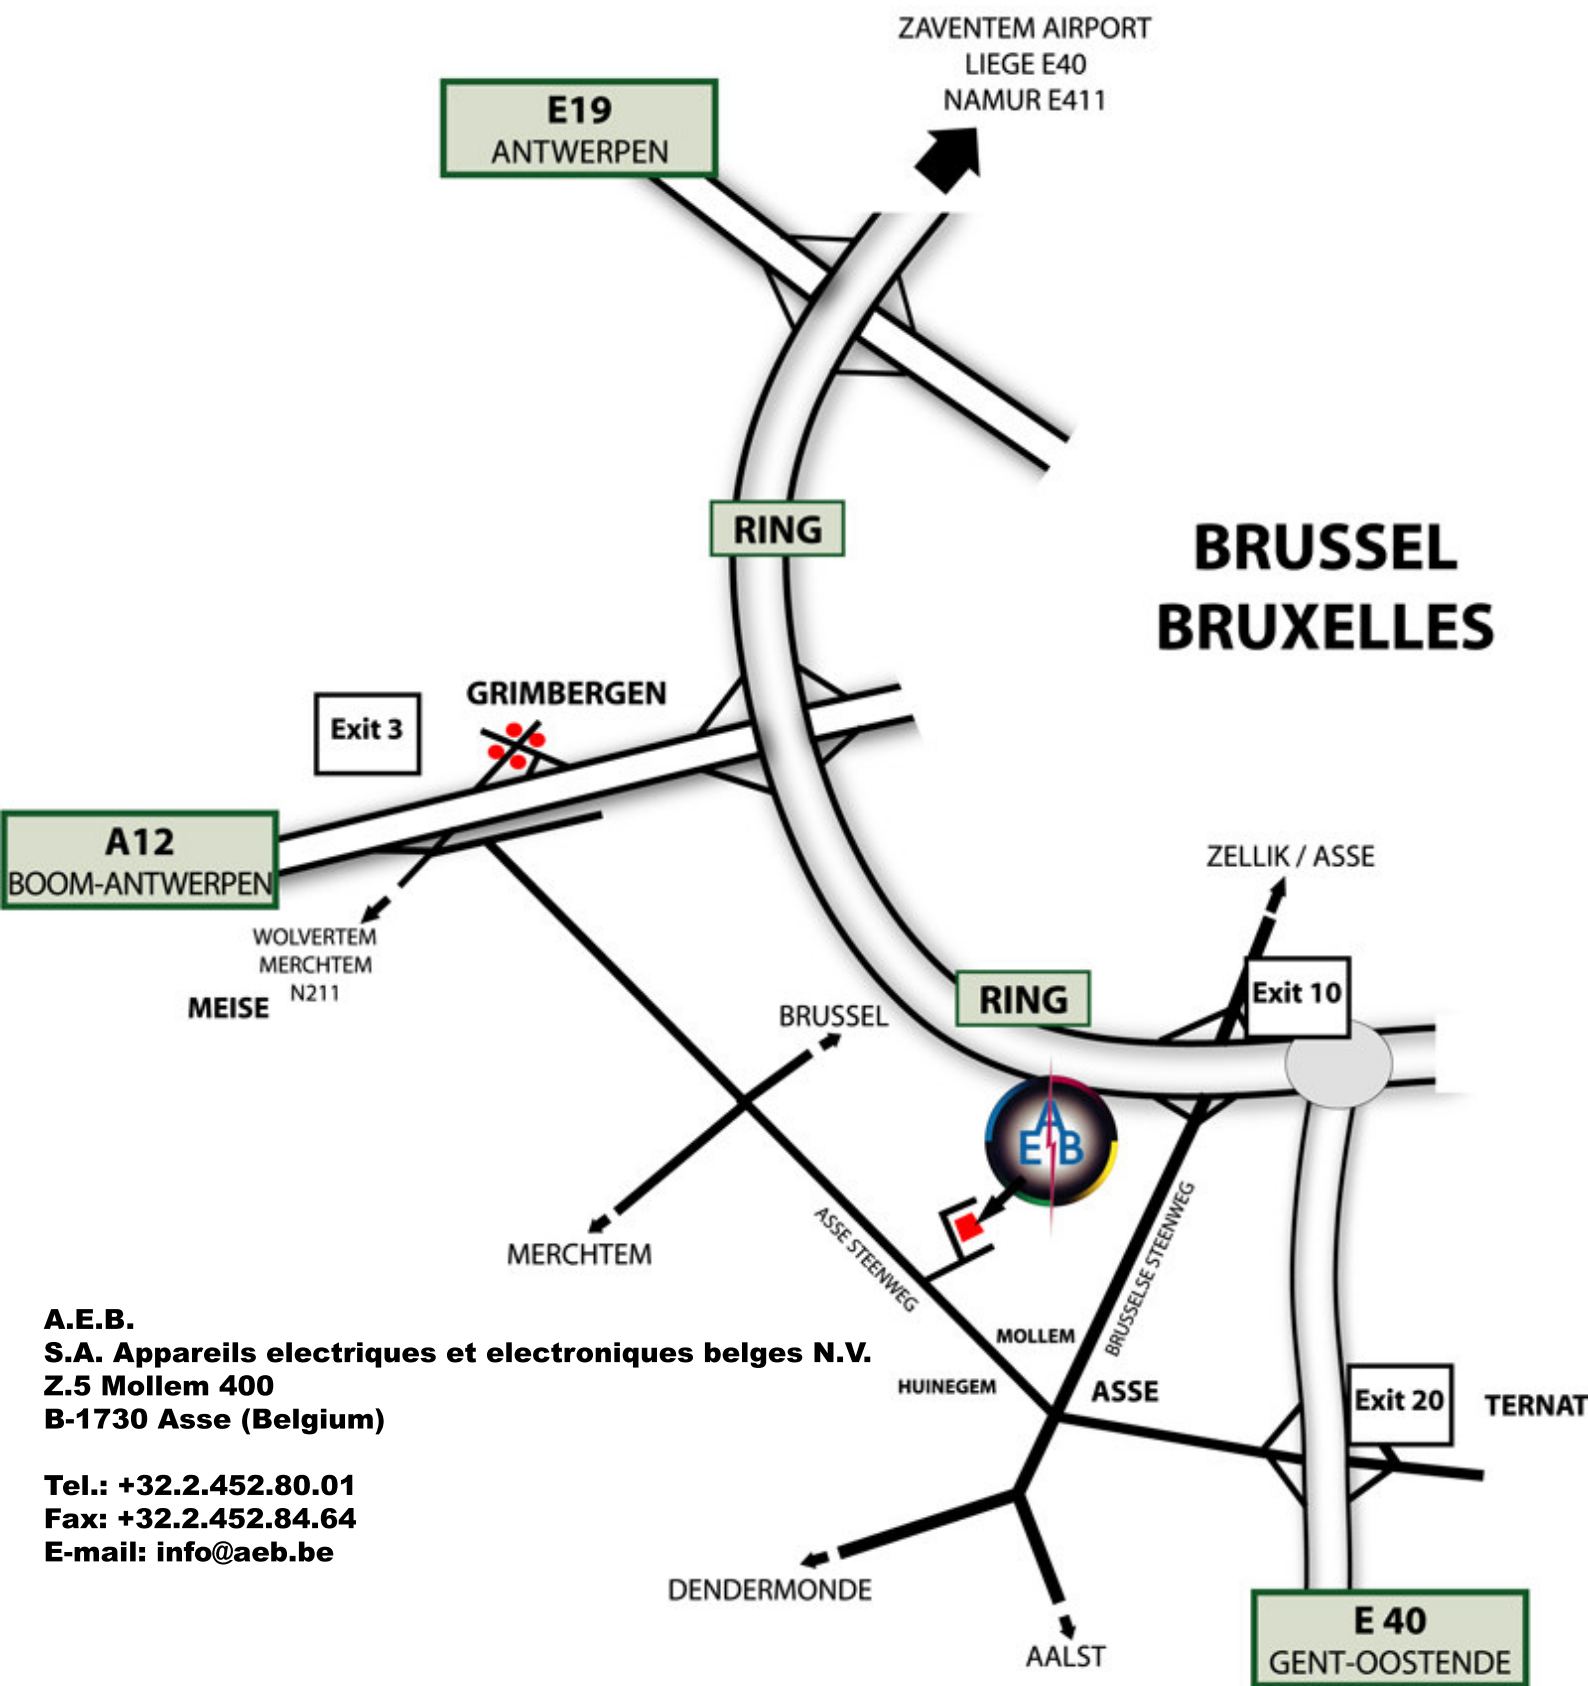 ZAVENTEM AIRPORT
LIEGE E40
NAMUR E411
E19
ANTWERPEN
RING
BRUSSEL
BRUXELLES
GRIMBERGEN
Exit 3
A12
BOOM-ANTWERPEN
WOLVERTEM
MERCHTEM
N211
MEISE
ZELLIK / ASSE
Exit 10
RING
BRUSSEL
A
E B
MERCHTEM
ASSE STEENWEG
BRUSSELSE STEENWEG
MOLLEM
HUINEGEM
ASSE
Exit 20
TERNAT
A.E.B.
S.A. Appareils electriques et electroniques belges N.V.
Z.5 Mollem 400
B-1730 Asse (Belgium)
Tel.: +32.2.452.80.01
Fax: +32.2.452.84.64
E-mail: info@aeb.be
DENDERMONDE
AALST
E 40
GENT-OOSTENDE